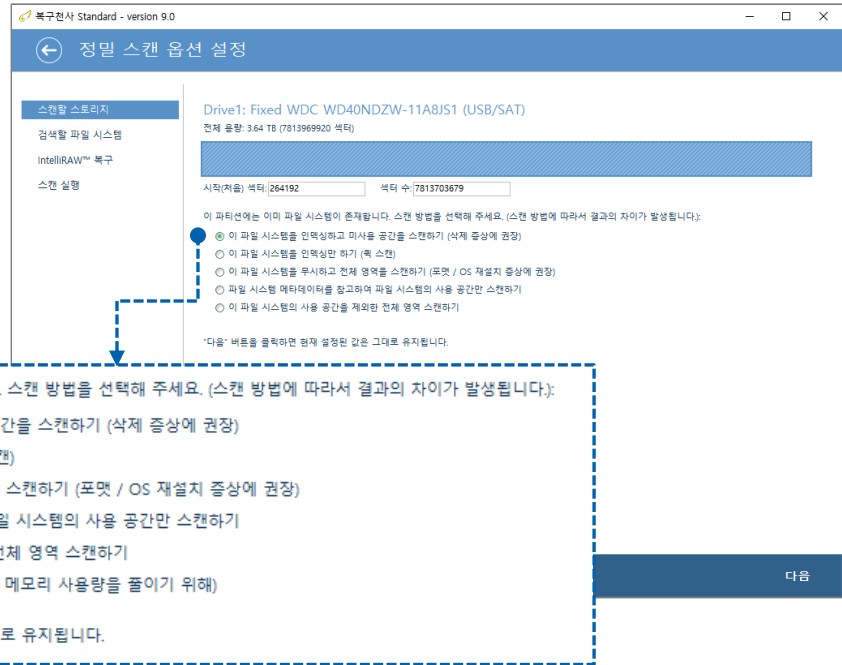 복구천사 Standard - version 9.0
정밀 스캔 옵션 설정
스캔할 스토리지
검색할 파일 시스템
intelliRAW™ 복구
스캔 실행
Drive1: Fixed WDC WD40NDZW-11A8JS1 (USB/SAT)
전체 용량: 3.64 TB (7813969920 섹터)
시작(처음) 섹터: 264192 섹터 수: 7813703679
이 파티션에는 이미 파일 시스템이 존재합니다. 스캔 방법을 선택해 주세요. (스캔 방법에 따라서 결과의 차이가 발생됩니다.):
이 파일 시스템을 인덱싱하고 미사용 공간을 스캔하기 (삭제 증상에 권장)
이 파일 시스템을 인덱싱만 하기 (퀵 스캔)
이 파일 시스템을 무시하고 전체 영역을 스캔하기 (포맷 / OS 재설치 증상에 권장)
파일 시스템 메타데이터를 참고하여 파일 시스템의 사용 공간만 스캔하기
이 파일 시스템의 사용 공간을 제외한 전체 영역 스캔하기
"다음" 버튼을 클릭하면 현재 설정된 값은 그대로 유지됩니다.
. 스캔 방법을 선택해 주세요. (스캔 방법에 따라서 결과의 차이가 발생됩니다.):
간을 스캔하기 (삭제 증상에 권장)
캔)
스캔하기 (포맷 / OS 재설치 증상에 권장)
일 시스템의 사용 공간만 스캔하기
전체 영역 스캔하기
메모리 사용량을 풀이기 위해)
로 유지됩니다.
다음